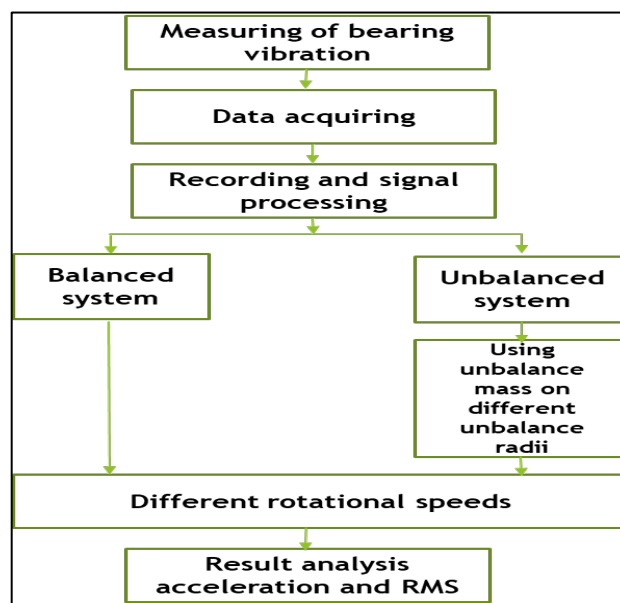 Measuring of bearing
vibration
Data acquiring
Recording and signal
processing
Balanced
system
Unbalanced
system
Using
unbalance
mass on
different
unbalance
radii
Different rotational speeds
Result analysis
acceleration and RMS